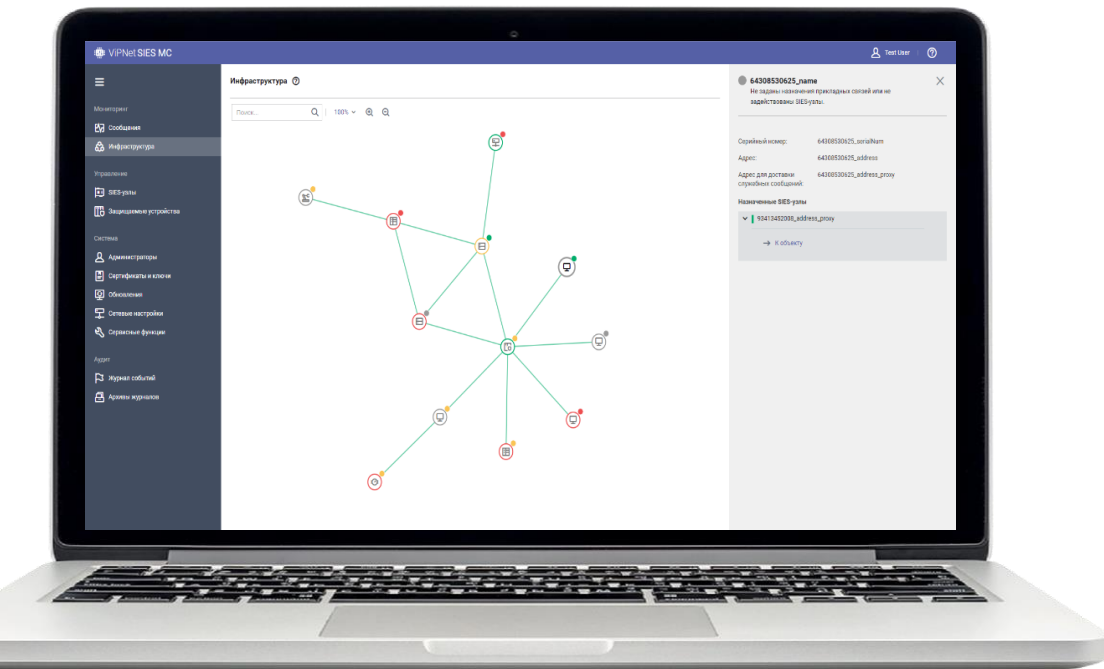 ViPNet SIES MC
Test User
Мониторинг
Сообщения
Инфраструктура
Управление
SIES-узлы
Защищаемые устройства
Система
Администраторы
Сертификаты и ключи
Обновления
Сетевые настройки
Сервисные функции
Аудит
Журнал событий
Архивы журналов
Инфраструктура
Поиск...
100%
64308530625_name
Не заданы назначения прикладных связей или не
задействованы SIES-узлы.
Серийный номер: 64308530625_serialNum
Адрес: 64308530625_address
Адрес для доставки 64308530625_address_proxy
служебных сообщений:
Назначенные SIES-узлы
93413452008_address_proxy
К объекту